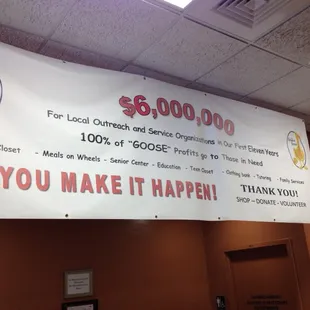 $6,000,000
For Local Outreach and Service Organizations in Our First Eleven Years
100% of "GOOSE" Profits go to Those in Need
Closet - Meals on Wheels - Senior Center - Education - Teen Closet - Clothing bank - Tutoring - Family Services
YOU MAKE IT HAPPEN!
THANK YOU!
SHOP - DONATE - VOLUNTEER